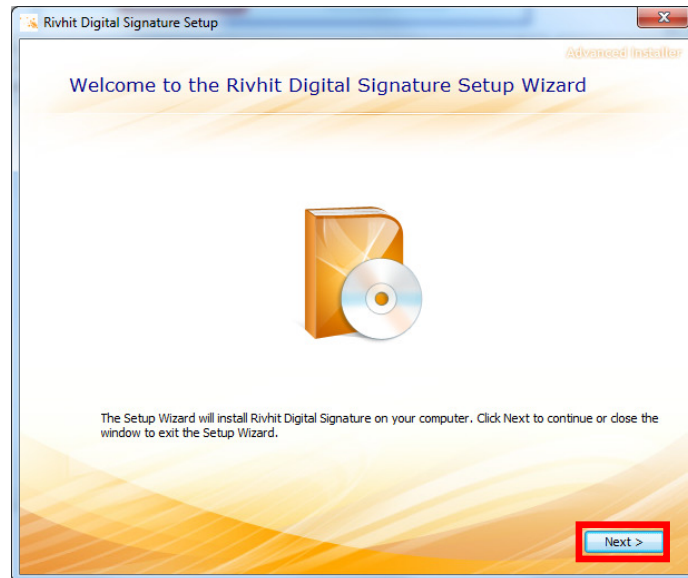 Rivhit Digital Signature Setup
Advanced Installer
Welcome to the Rivhit Digital Signature Setup Wizard
The Setup Wizard will install Rivhit Digital Signature on your computer. Click Next to continue or close the
window to exit the Setup Wizard.
Next >